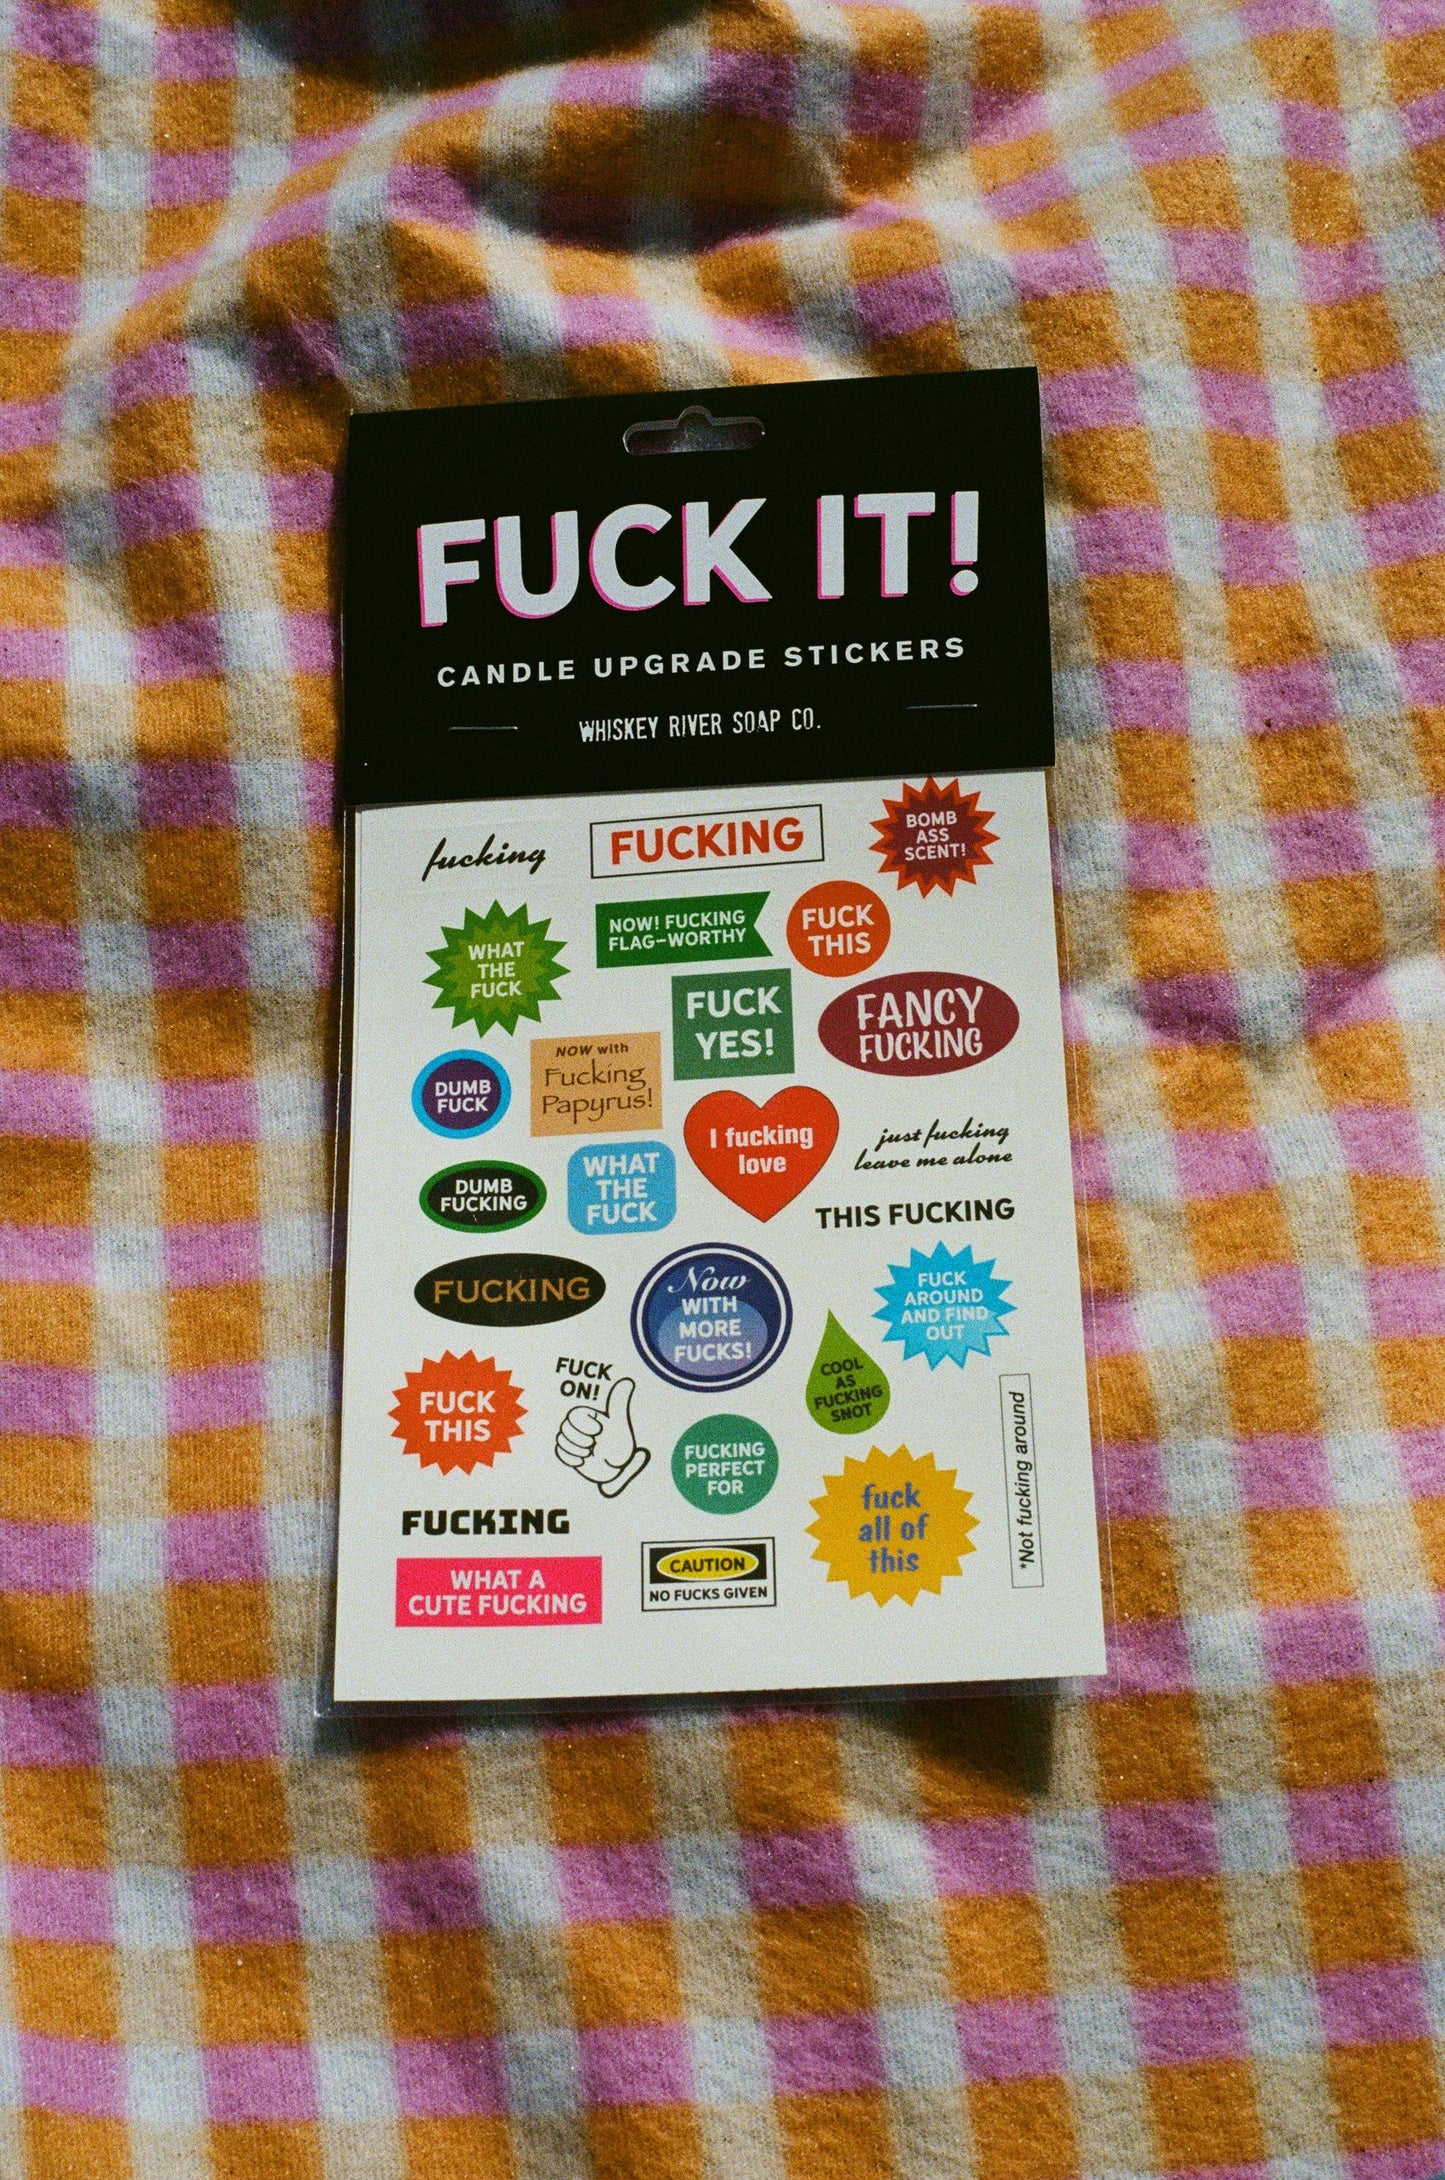 FUCK IT!
CANDLE UPGRADE STICKERS
WHISKEY RIVER SOAP CO.
fucking
FUCKING
BOMB
ASS
SCENT!
WHAT
THE
FUCK
NOW! FUCKING
FLAG-WORTHY
FUCK
THIS
FUCK
YES!
FANCY
FUCKING
DUMB
FUCK
NOW with
Fucking
Papyrus!
I fucking
love
just fucking
leave me alone
DUMB
FUCKING
WHAT
THE
FUCK
THIS FUCKING
FUCKING
Now
WITH
MORE
FUCKS!
FUCK
AROUND
AND FIND
OUT
COOL
AS
FUCKING
SNOT
FUCK
THIS
FUCK
ON!
FUCKING
PERFECT
FOR
fuck
all of
this
*Not fucking around
FUCKING
WHAT A
CUTE FUCKING
CAUTION
NO FUCKS GIVEN